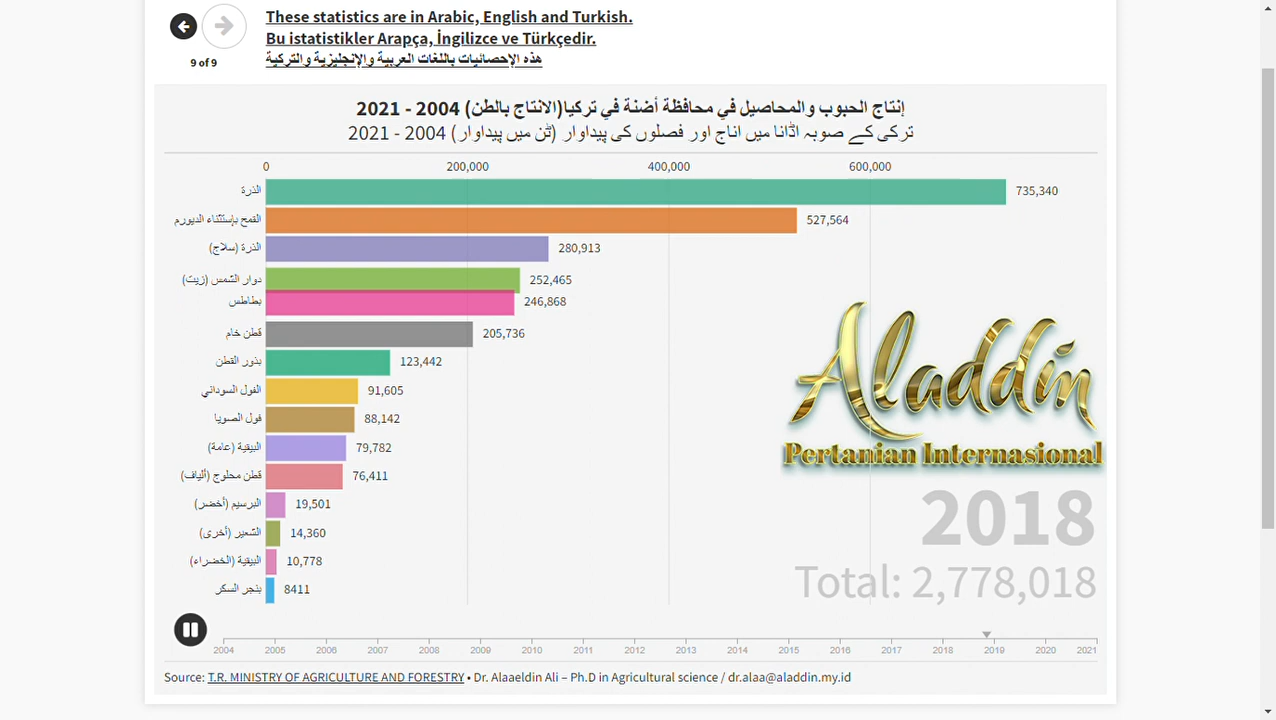 These statistics are in Arabic, English and Turkish.
Bu istatistikler Arapça, İngilizce ve Türkçedir.
هذه الإحصائيات باللغات العربية والإنجليزية والتركية
9 of 9
إنتاج الحبوب والمحاصيل في محافظة أضنة في تركيا(الانتاج بالطن) 2004 - 2021
ترکی کے صوبہ اڈانا میں اناج اور فصلوں کی پیداوار (ٹن میں پیداوار) 2004 - 2021
0 200,000 400,000 600,000
الذرة 735,340
القمح بإستثناء الديورم 527,564
الذرة (سلاج) 280,913
دوار الشمس (زيت) 252,465
بطاطس 246,868
قطن خام 205,736
بذور القطن 123,442
الفول السوداني 91,605
فول الصويا 88,142
البيقية (عامة) 79,782
قطن محلوج (ألياف) 76,411
البرسيم (أخضر) 19,501
الشعير (أخرى) 14,360
البيقية (الخضراء) 10,778
بنجر السكر 8411
Aladdin
Pertanian Internasional
2018
Total: 2,778,018
2004 2005 2006 2007 2008 2009 2010 2011 2012 2013 2014 2015 2016 2017 2018 2019 2020 2021
Source: T.R. MINISTRY OF AGRICULTURE AND FORESTRY • Dr. Alaaeldin Ali – Ph.D in Agricultural science / dr.alaa@aladdin.my.id